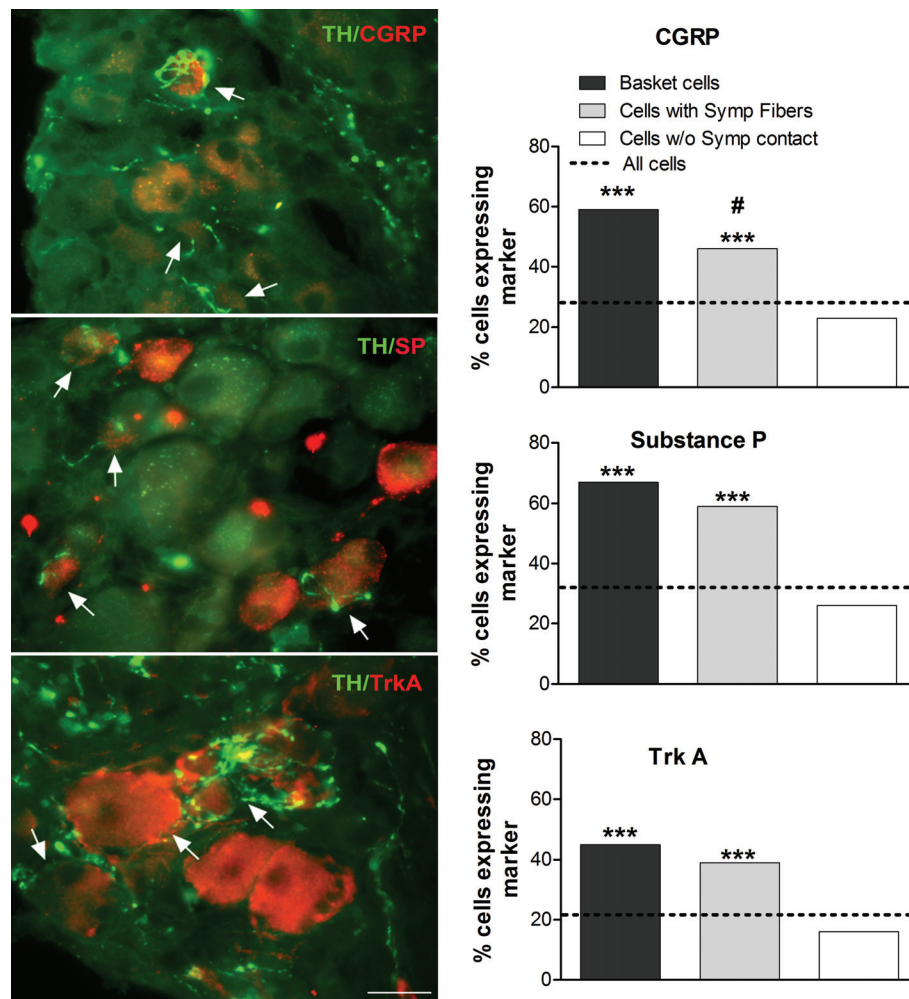 TH/CGRP
TH/SP
TH/TrkA
CGRP
Basket cells
Cells with Symp Fibers
Cells w/o Symp contact
All cells
% cells expressing
marker
80
60
40
20
0
***
#
***
Substance P
% cells expressing
marker
80
60
40
20
0
***
***
Trk A
% cells expressing
marker
80
60
40
20
0
***
***